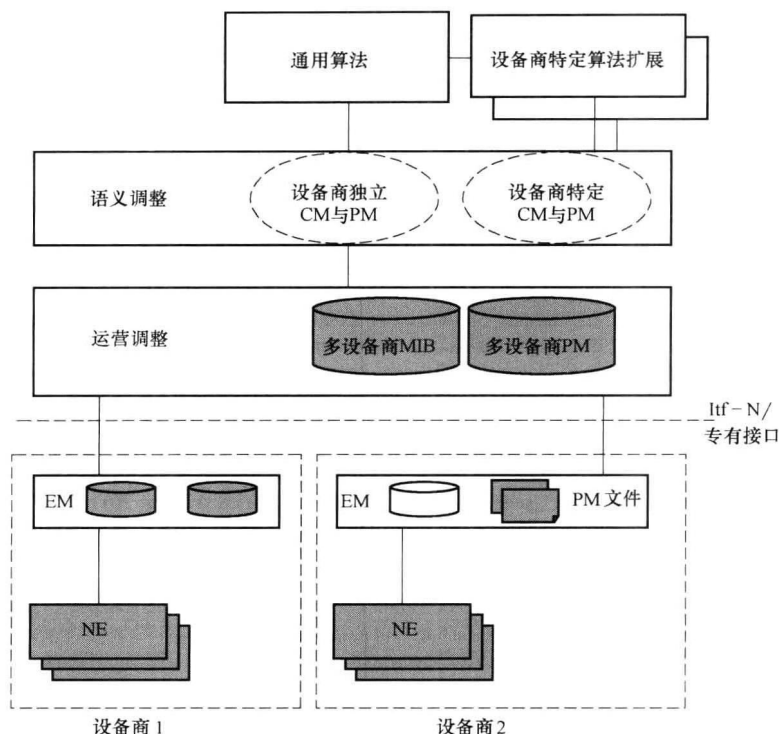 通用算法
设备商特定算法扩展
语义调整
设备商独立
CM与PM
设备商特定
CM与PM
运营调整
多设备商MIB
多设备商PM
Itf-N/
专有接口
EM
EM
PM文件
NE
NE
设备商1
设备商2